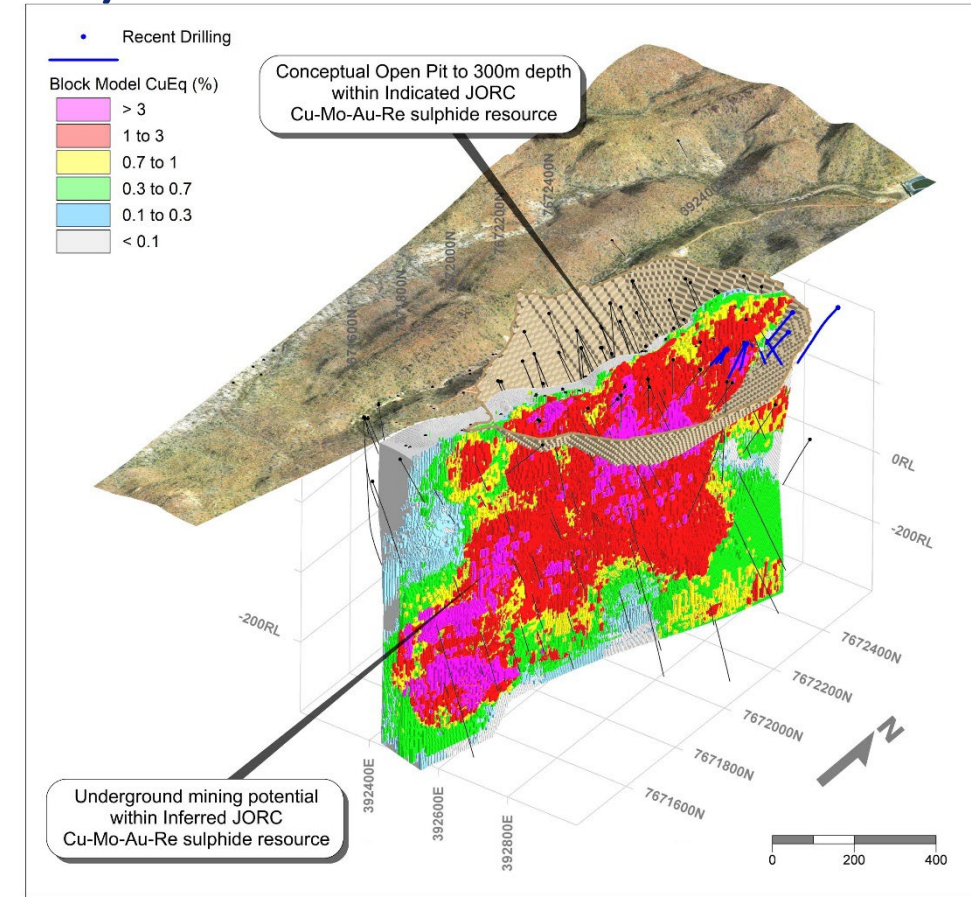 Recent Drilling
Block Model CuEq (%)
> 3
1 to 3
0.7 to 1
0.3 to 0.7
0.1 to 0.3
< 0.1
Conceptual Open Pit to 300m depth
within Indicated JORC
Cu-Mo-Au-Re sulphide resource
7672400N
7672200N
7672000N
7671800N
7671600N
0RL
-200RL
-200RL
7672400N
7672200N
7672000N
7671800N
7671600N
392400E
392600E
392800E
N
Underground mining potential
within Inferred JORC
Cu-Mo-Au-Re sulphide resource
0 200 400